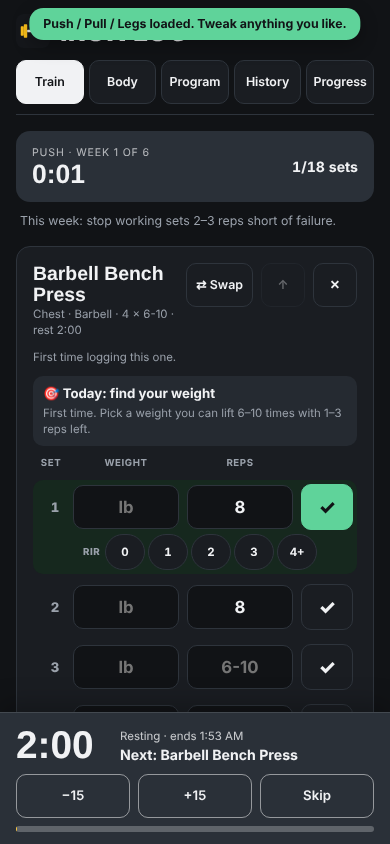 Push / Pull / Legs loaded. Tweak anything you like.
Train
Body
Program
History
Progress
PUSH · WEEK 1 OF 6
0:01
1/18 sets
This week: stop working sets 2–3 reps short of failure.
Barbell Bench
Press
⇄ Swap
↑
✕
Chest · Barbell · 4 × 6-10 ·
rest 2:00
First time logging this one.
🎯 Today: find your weight
First time. Pick a weight you can lift 6–10 times with 1–3
reps left.
SET WEIGHT REPS
1 lb 8 ✓
RIR 0 1 2 3 4+
2 lb 8 ✓
3 lb 6-10 ✓
2:00
Resting · ends 1:53 AM
Next: Barbell Bench Press
−15
+15
Skip